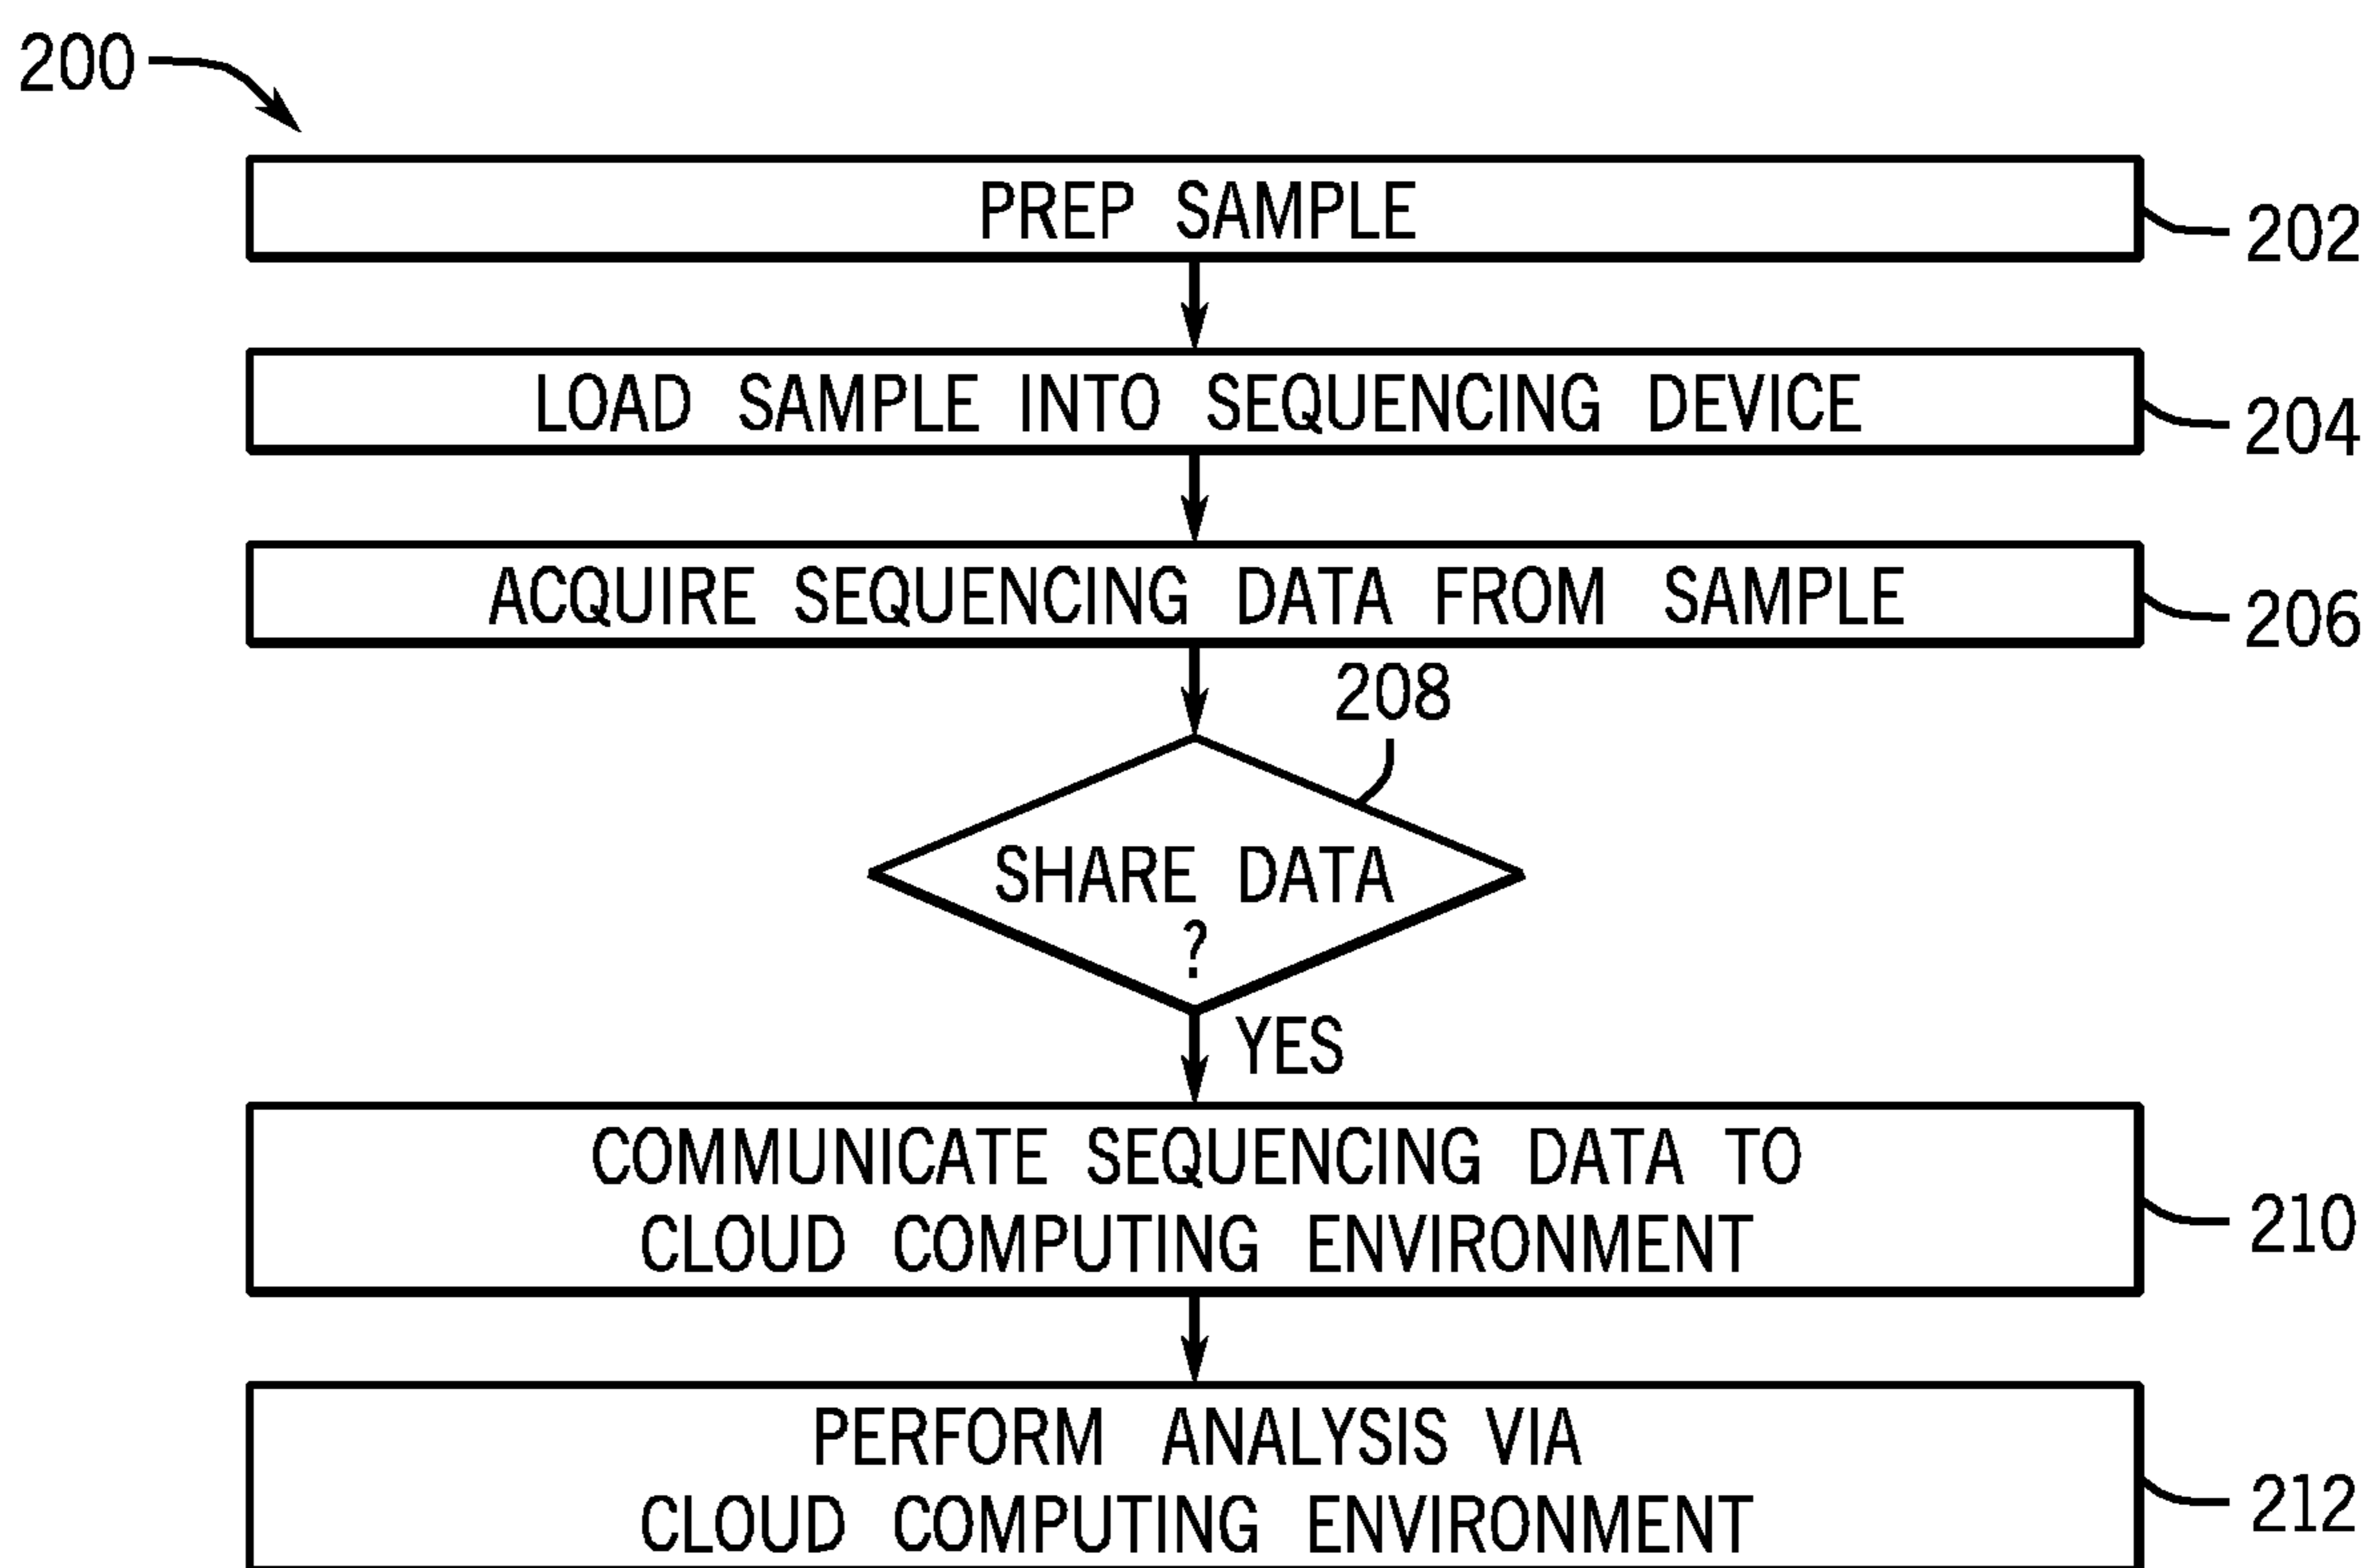 200
PREP SAMPLE
202
LOAD SAMPLE INTO SEQUENCING DEVICE
204
ACQUIRE SEQUENCING DATA FROM SAMPLE
206
208
SHARE DATA
?
YES
COMMUNICATE SEQUENCING DATA TO
CLOUD COMPUTING ENVIRONMENT
210
PERFORM ANALYSIS VIA
CLOUD COMPUTING ENVIRONMENT
212